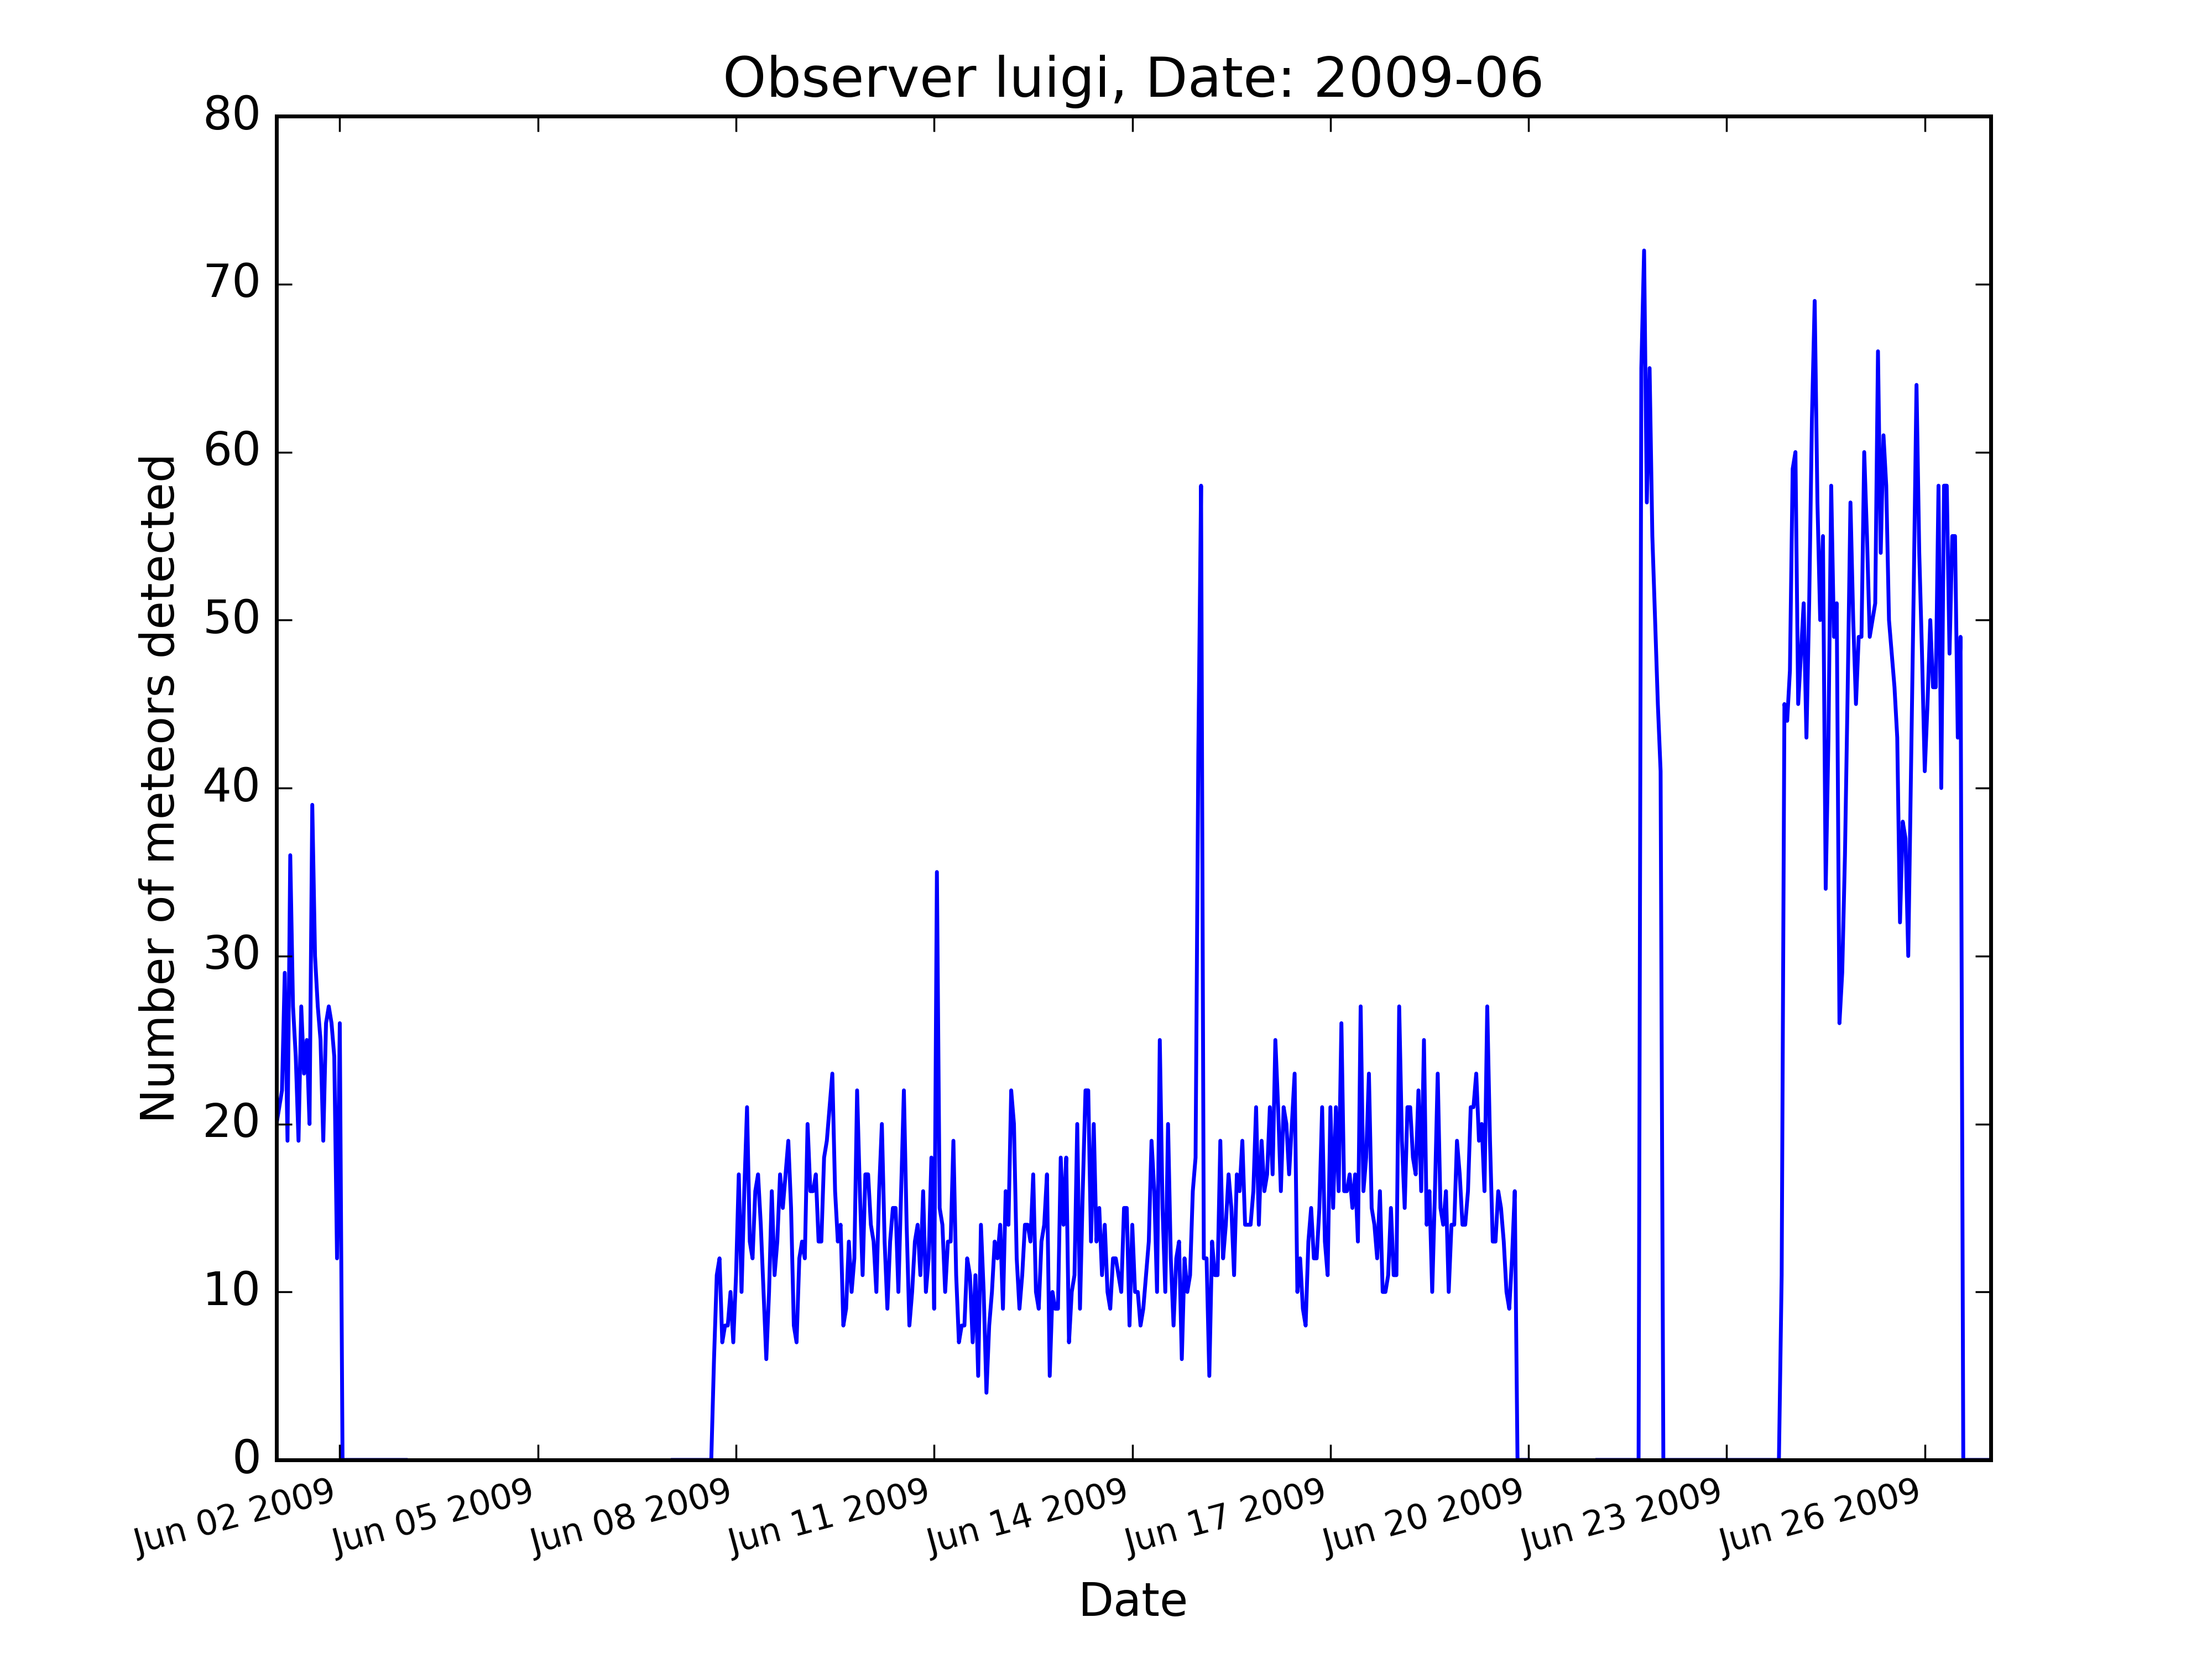 Observer luigi, Date: 2009-06
Number of meteors detected
80
70
60
50
40
30
20
10
0
Jun 02 2009
Jun 05 2009
Jun 08 2009
Jun 11 2009
Jun 14 2009
Jun 17 2009
Jun 20 2009
Jun 23 2009
Jun 26 2009
Date